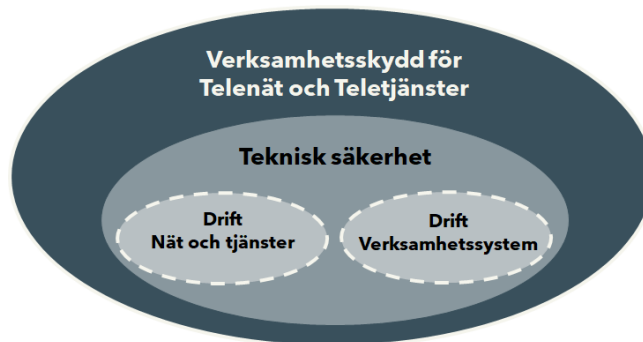 Verksamhetsskydd för
Telenät och Teletjänster
Teknisk säkerhet
Drift
Nät och tjänster
Drift
Verksamhetssystem